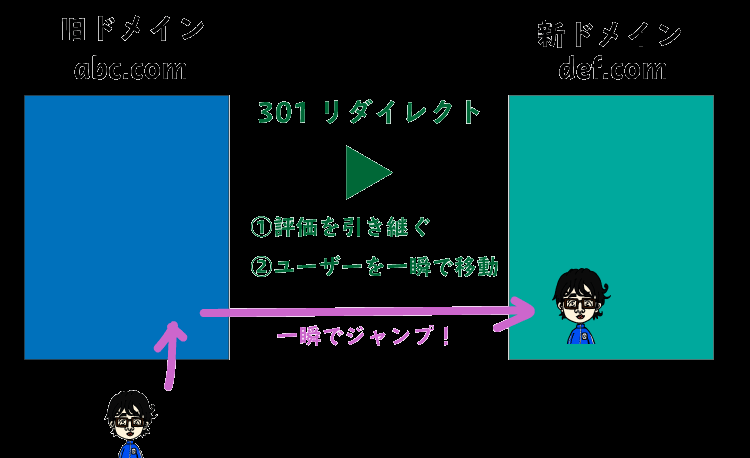 旧ドメイン
abc.com
新ドメイン
def.com
301 リダイレクト
①評価を引き継ぐ
②ユーザーを一瞬で移動
一瞬でジャンプ！